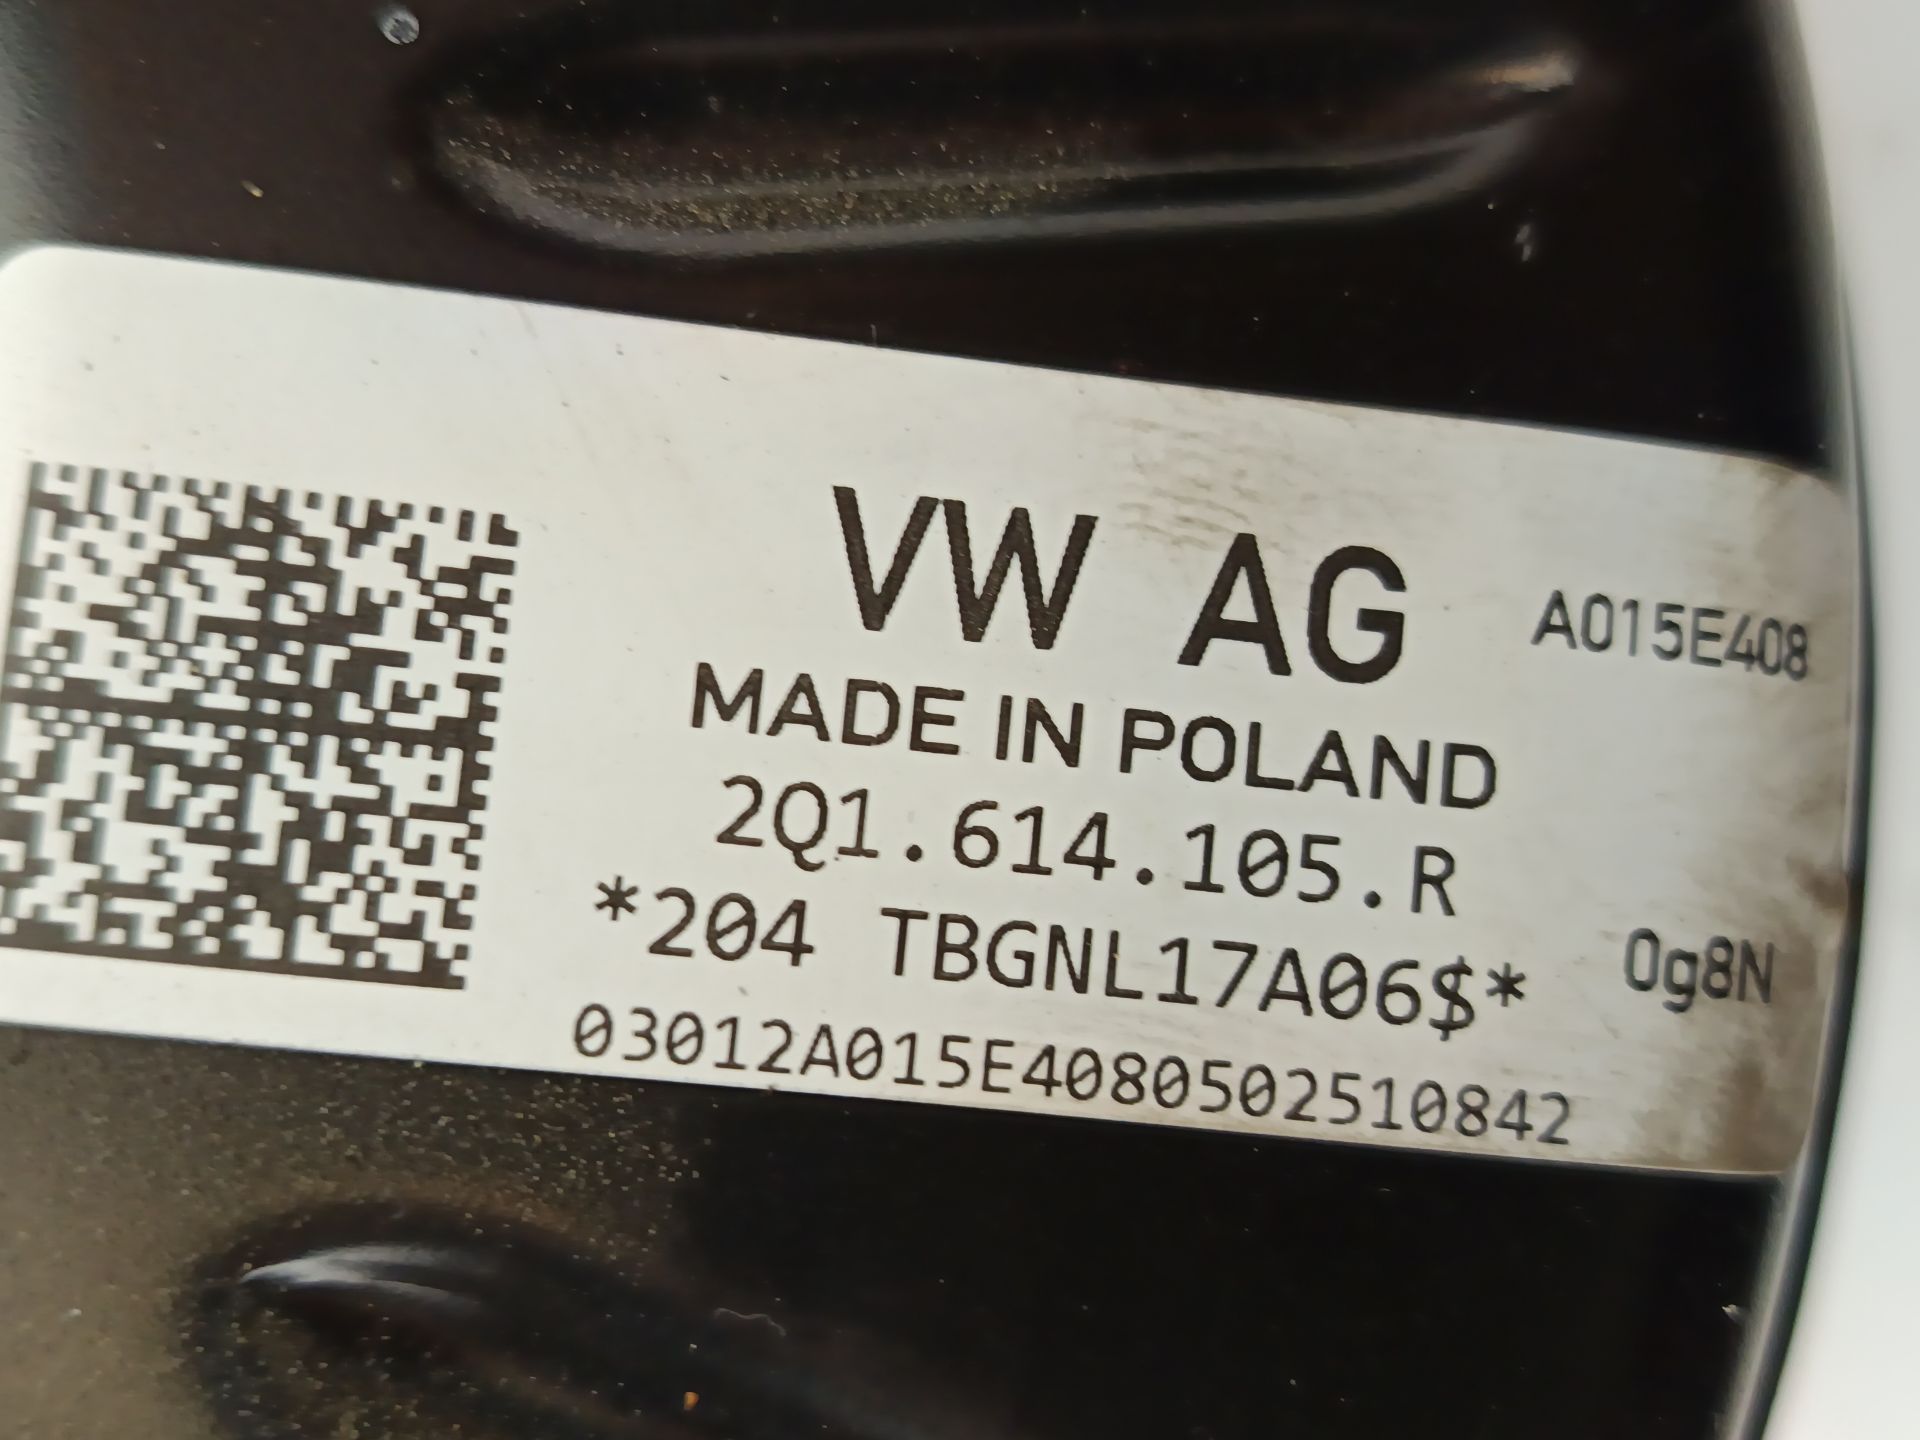 VW AG A015E408
MADE IN POLAND
2Q1.614.105.R
*204 TBGNL17A06$* 0g8N
03012A015E4080502510842